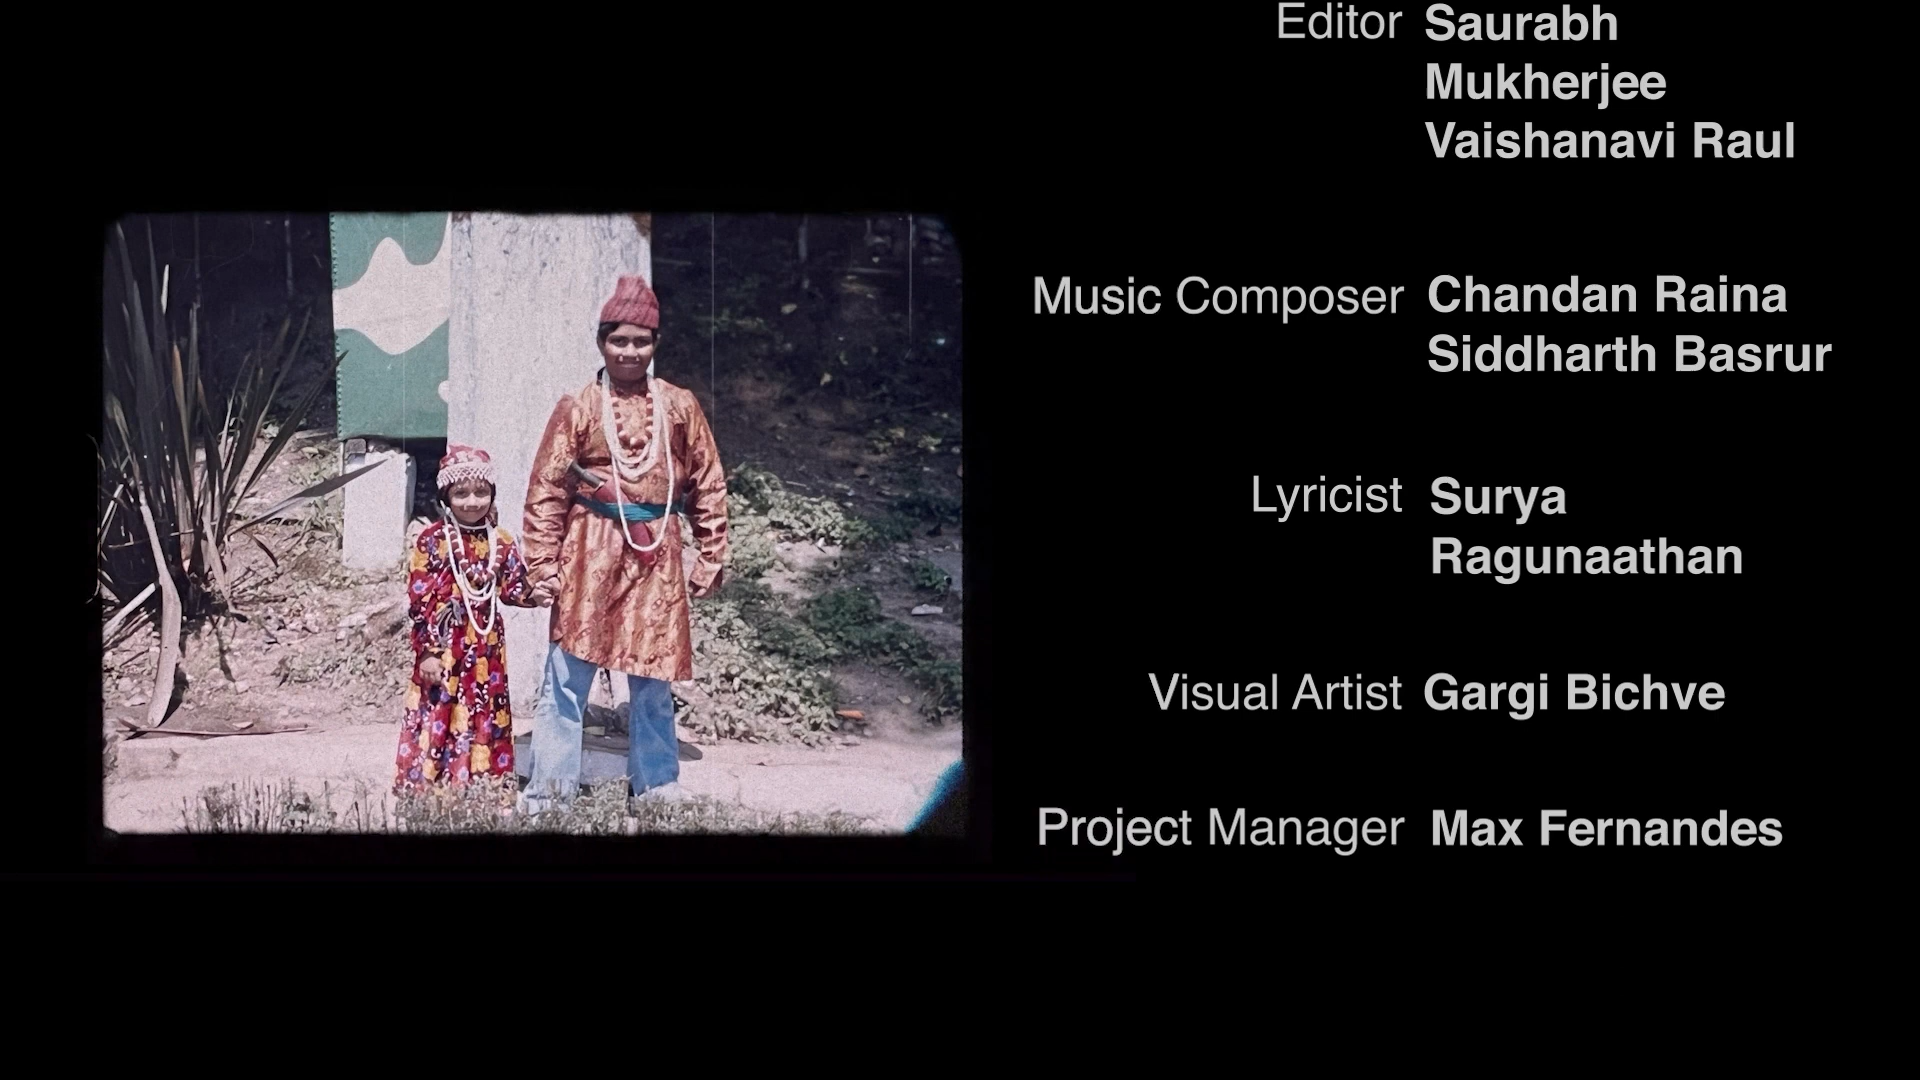 Editor Saurabh
Mukherjee
Vaishanavi Raul
Music Composer Chandan Raina
Siddharth Basrur
Lyricist Surya
Ragunaathan
Visual Artist Gargi Bichve
Project Manager Max Fernandes